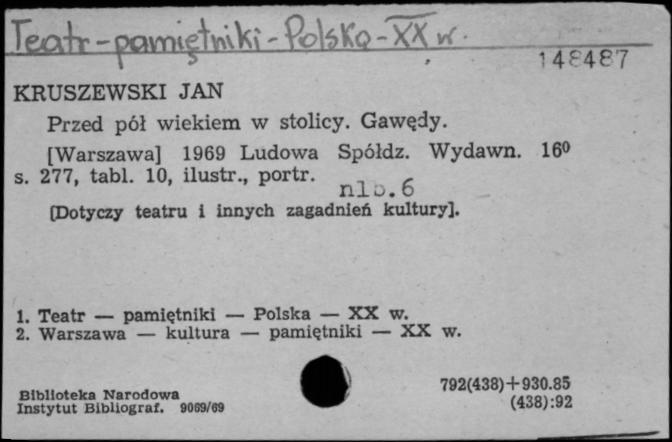 Teatr - pamiętniki - Polska - XX w.
148487
KRUSZEWSKI JAN
Przed pół wiekiem w stolicy. Gawędy.
[Warszawa] 1969 Ludowa Spółdz. Wydawn. 16⁰
s. 277, tabl. 10, ilustr., portr.
nlb. 6
[Dotyczy teatru i innych zagadnień kultury].
1. Teatr — pamiętniki — Polska — XX w.
2. Warszawa — kultura — pamiętniki — XX w.
Biblioteka Narodowa
Instytut Bibliograf. 9069/69
792(438)+930.85
(438):92